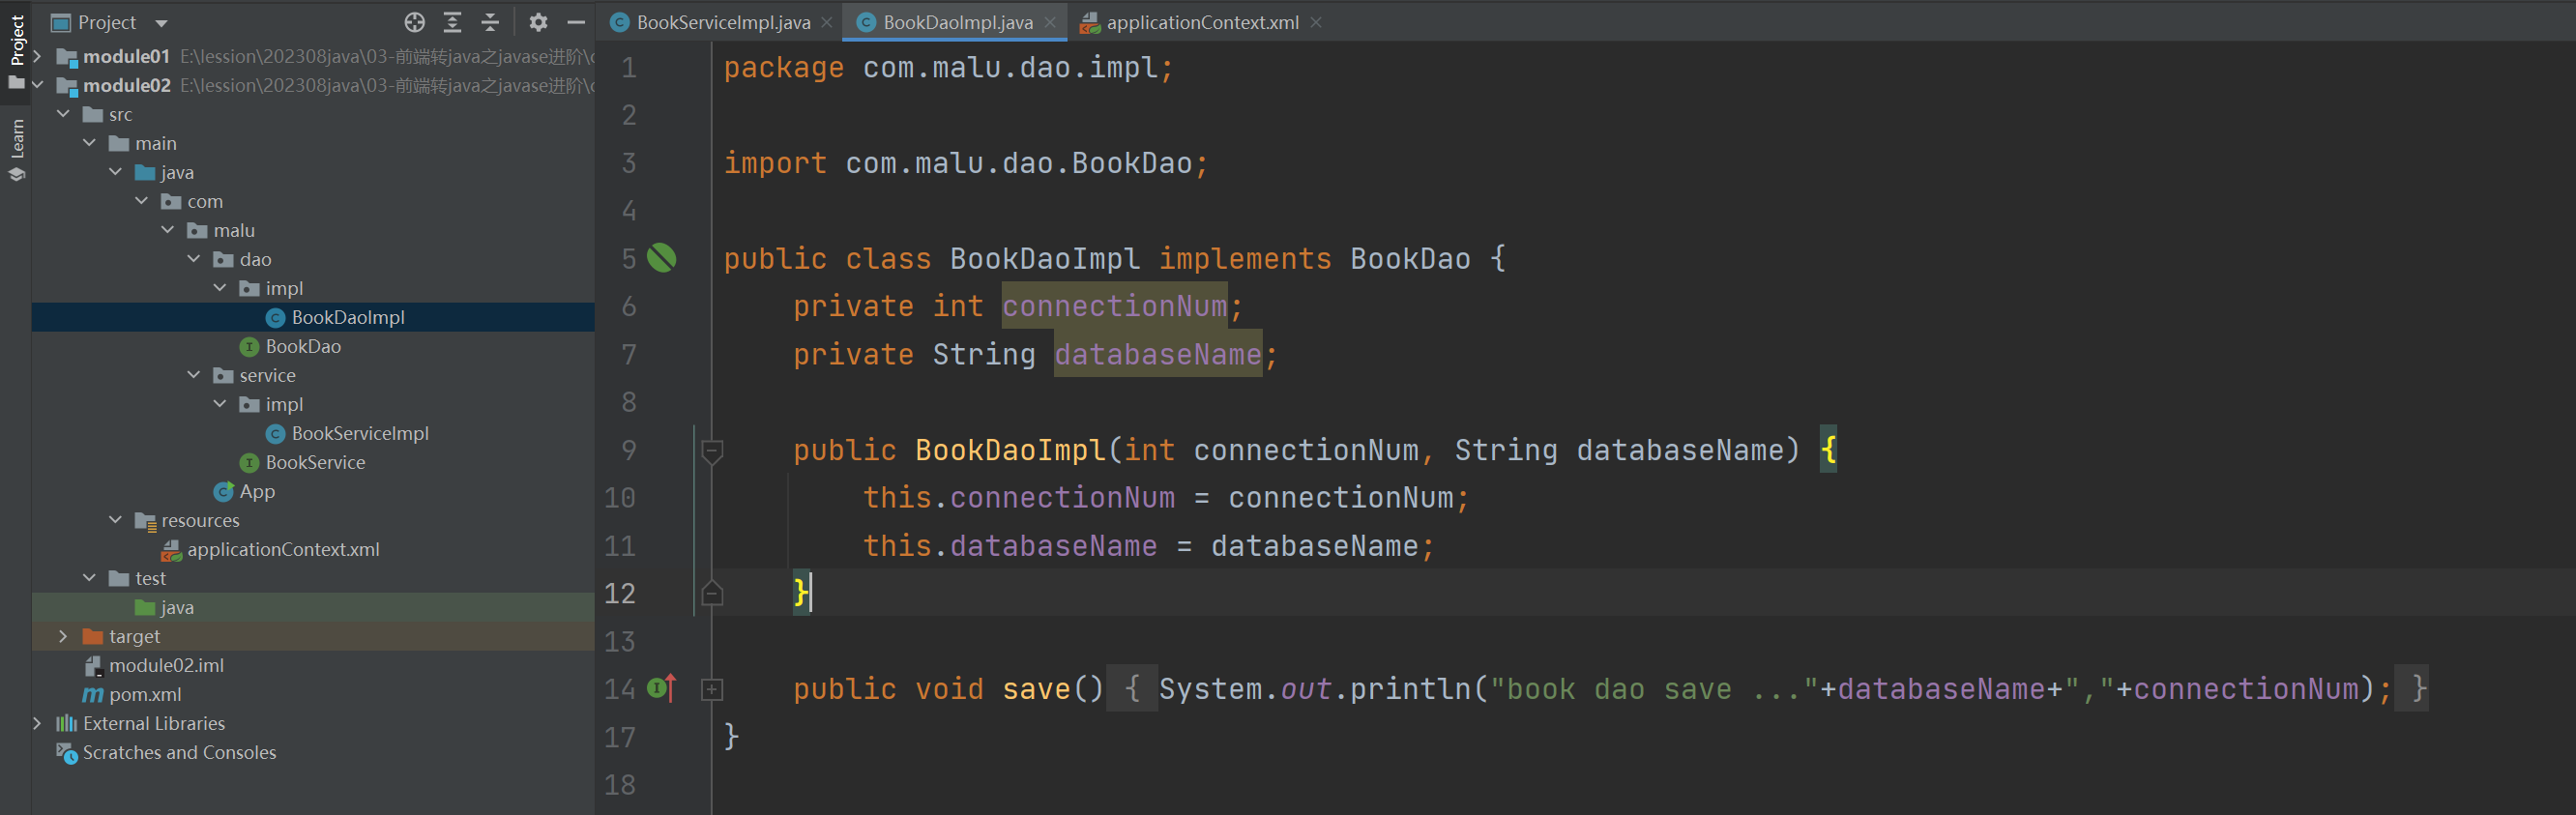 Project
Learn
Project
module01 E:\lession\202308java\03-前端转java之javase进阶\
module02 E:\lession\202308java\03-前端转java之javase进阶\
src
main
java
com
malu
dao
impl
BookDaoImpl
BookDao
service
impl
BookServiceImpl
BookService
App
resources
applicationContext.xml
test
java
target
module02.iml
pom.xml
External Libraries
Scratches and Consoles
BookServiceImpl.java
BookDaoImpl.java
applicationContext.xml
1 package com.malu.dao.impl;
2
3 import com.malu.dao.BookDao;
4
5 public class BookDaoImpl implements BookDao {
6 private int connectionNum;
7 private String databaseName;
8
9 public BookDaoImpl(int connectionNum, String databaseName) {
10 this.connectionNum = connectionNum;
11 this.databaseName = databaseName;
12 }
13
14 public void save() { System.out.println("book dao save ..."+databaseName+","+connectionNum); }
17 }
18